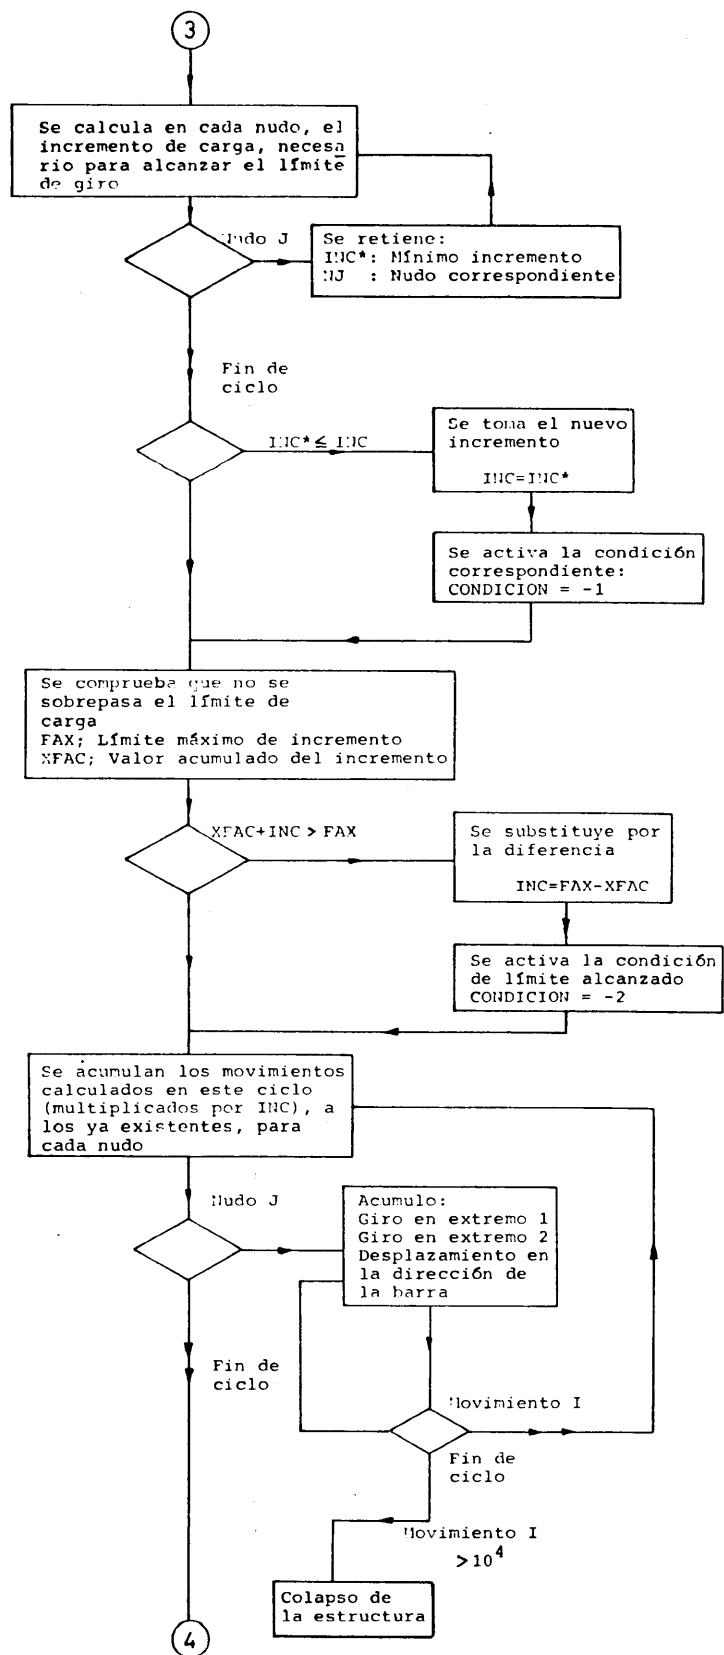 3
Se calcula en cada nudo, el
incremento de carga, necesa
rio para alcanzar el límite
de giro
Nudo J
Se retiene:
INC*: Mínimo incremento
NJ : Nudo correspondiente
Fin de
ciclo
INC* ≤ INC
Se toma el nuevo
incremento
INC=INC*
Se activa la condición
correspondiente:
CONDICION = -1
Se comprueba que no se
sobrepasa el límite de
carga
FAX; Límite máximo de incremento
XFAC; Valor acumulado del incremento
XFAC+INC > FAX
Se substituye por
la diferencia
INC=FAX-XFAC
Se activa la condición
de límite alcanzado
CONDICION = -2
Se acumulan los movimientos
calculados en este ciclo
(multiplicados por INC), a
los ya existentes, para
cada nudo
Nudo J
Acumulo:
Giro en extremo 1
Giro en extremo 2
Desplazamiento en
la dirección de
la barra
Fin de
ciclo
Movimiento I
Fin de
ciclo
Movimiento I
>10⁴
Colapso de
la estructura
4